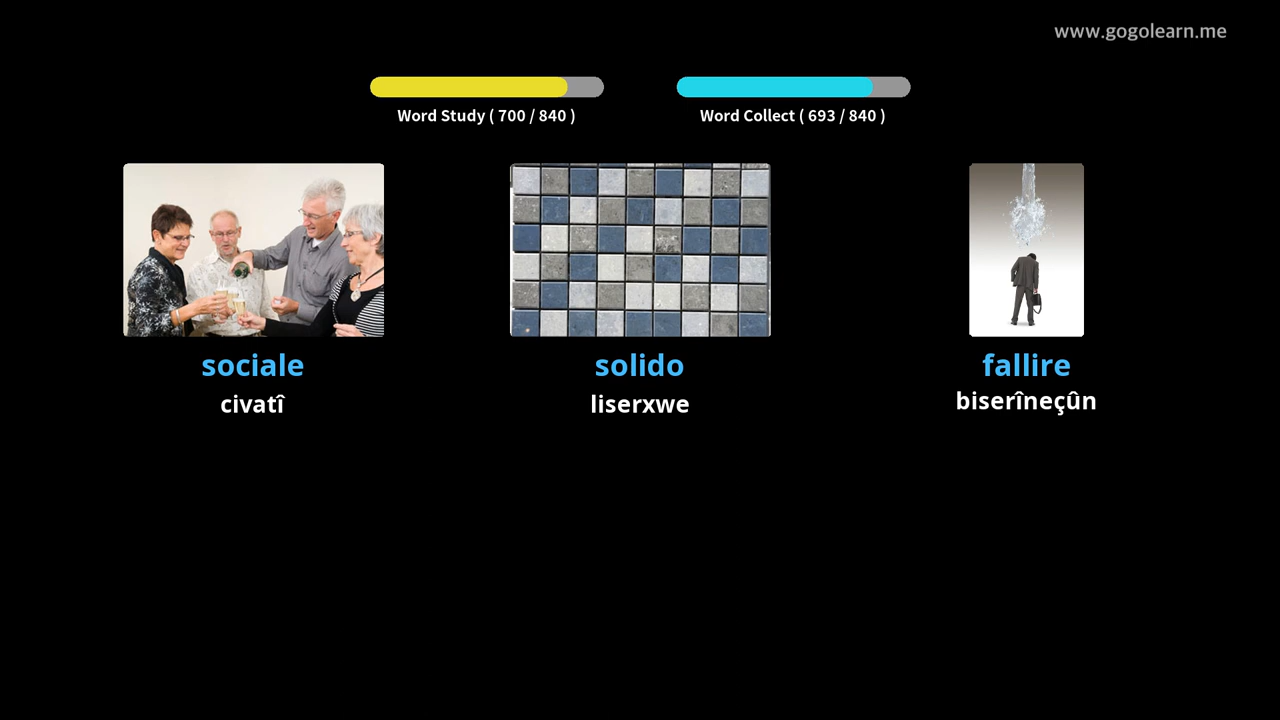 www.gogolearn.me
Word Study ( 700 / 840 )
Word Collect ( 693 / 840 )
sociale
solido
fallire
civatî
liserxwe
biserîneçûn